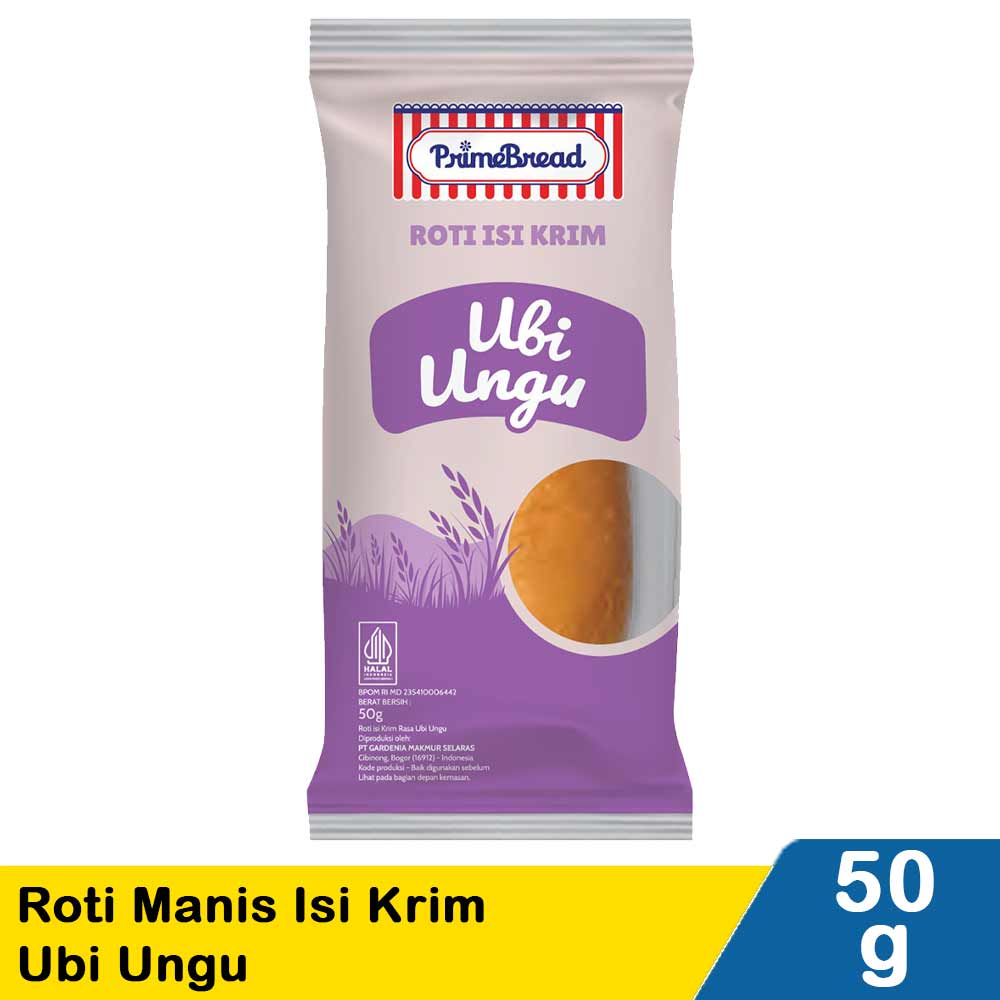 PrimeBread
ROTI ISI KRIM
Ubi
Ungu
HALAL
INDONESIA
BPOM RI MD 235410006442
BERAT BERSIH :
50g
Roti isi Krim Rasa Ubi Ungu
Diproduksi oleh:
PT GARDENIA MAKMUR SELARAS
Cibinong, Bogor (16912) - Indonesia
Kode produksi - Baik digunakan sebelum
Lihat pada bagian depan kemasan.
Roti Manis Isi Krim
Ubi Ungu
50
g